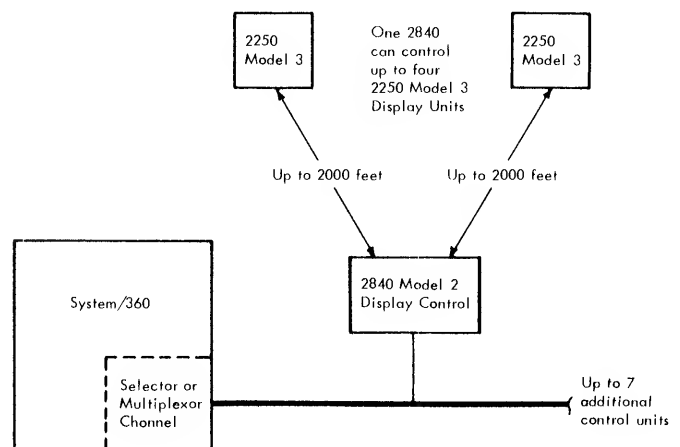 2250
Model 3
One 2840
can control
up to four
2250 Model 3
Display Units
2250
Model 3
Up to 2000 feet
Up to 2000 feet
2840 Model 2
Display Control
System/360
Selector or
Multiplexor
Channel
Up to 7
additional
control units